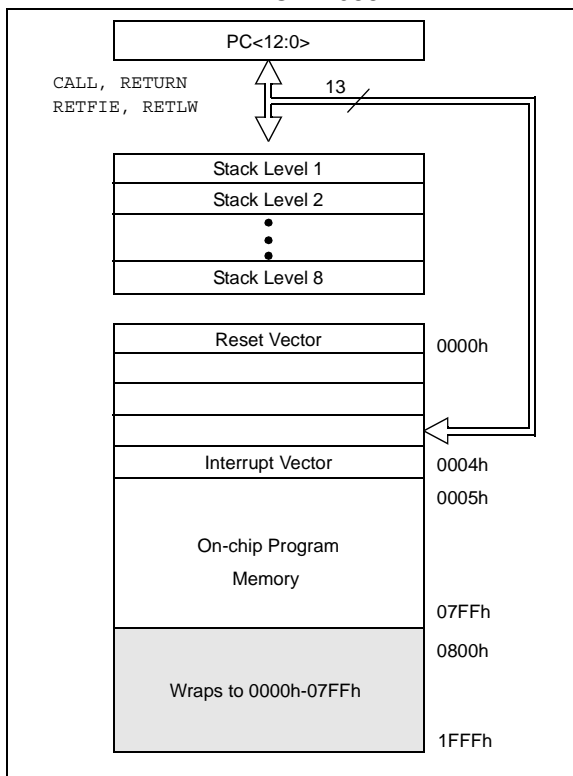 PC<12:0>
CALL, RETURN
RETFIE, RETLW
13
Stack Level 1
Stack Level 2
Stack Level 8
Reset Vector
0000h
Interrupt Vector
0004h
0005h
On-chip Program
Memory
07FFh
0800h
Wraps to 0000h-07FFh
1FFFh